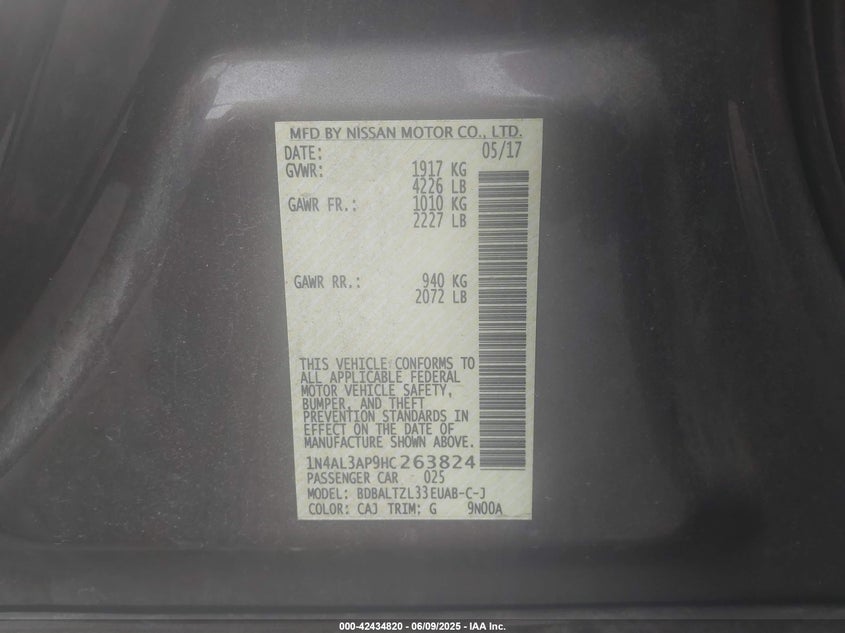 MFD BY NISSAN MOTOR CO., LTD.
DATE: 05/17
GVWR: 1917 KG
4226 LB
GAWR FR.: 1010 KG
2227 LB
GAWR RR.: 940 KG
2072 LB
THIS VEHICLE CONFORMS TO
ALL APPLICABLE FEDERAL
MOTOR VEHICLE SAFETY,
BUMPER, AND THEFT
PREVENTION STANDARDS IN
EFFECT ON THE DATE OF
MANUFACTURE SHOWN ABOVE.
1N4AL3AP9HC263824
PASSENGER CAR 025
MODEL: BDBALTZL33EUAB-C-J
COLOR: CAJ TRIM: G 9N00A
000-42434820 - 06/09/2025 - IAA Inc.